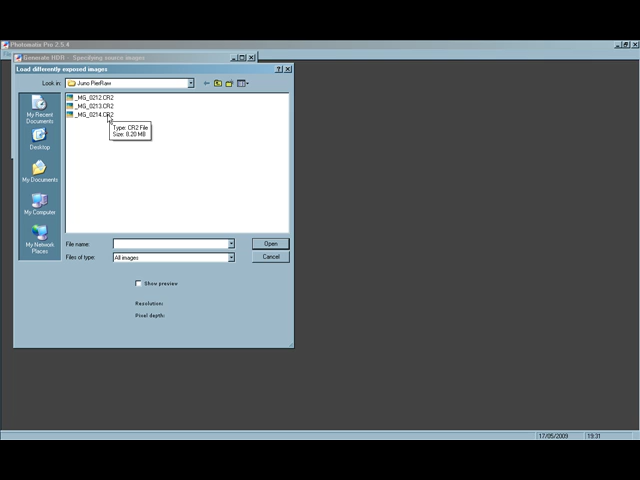 Photomatix Pro 2.5.4
Generate HDR - Specifying source images
Load differently exposed images
Look in:
Juno PierRaw
_MG_0212.CR2
_MG_0213.CR2
_MG_0214.CR2
Type: CR2 File
Size: 8.20 MB
My Recent
Documents
Desktop
My Documents
My Computer
My Network
Places
File name:
Open
Files of type:
All images
Cancel
Show preview
Resolution:
Pixel depth:
17/05/2009
19:31